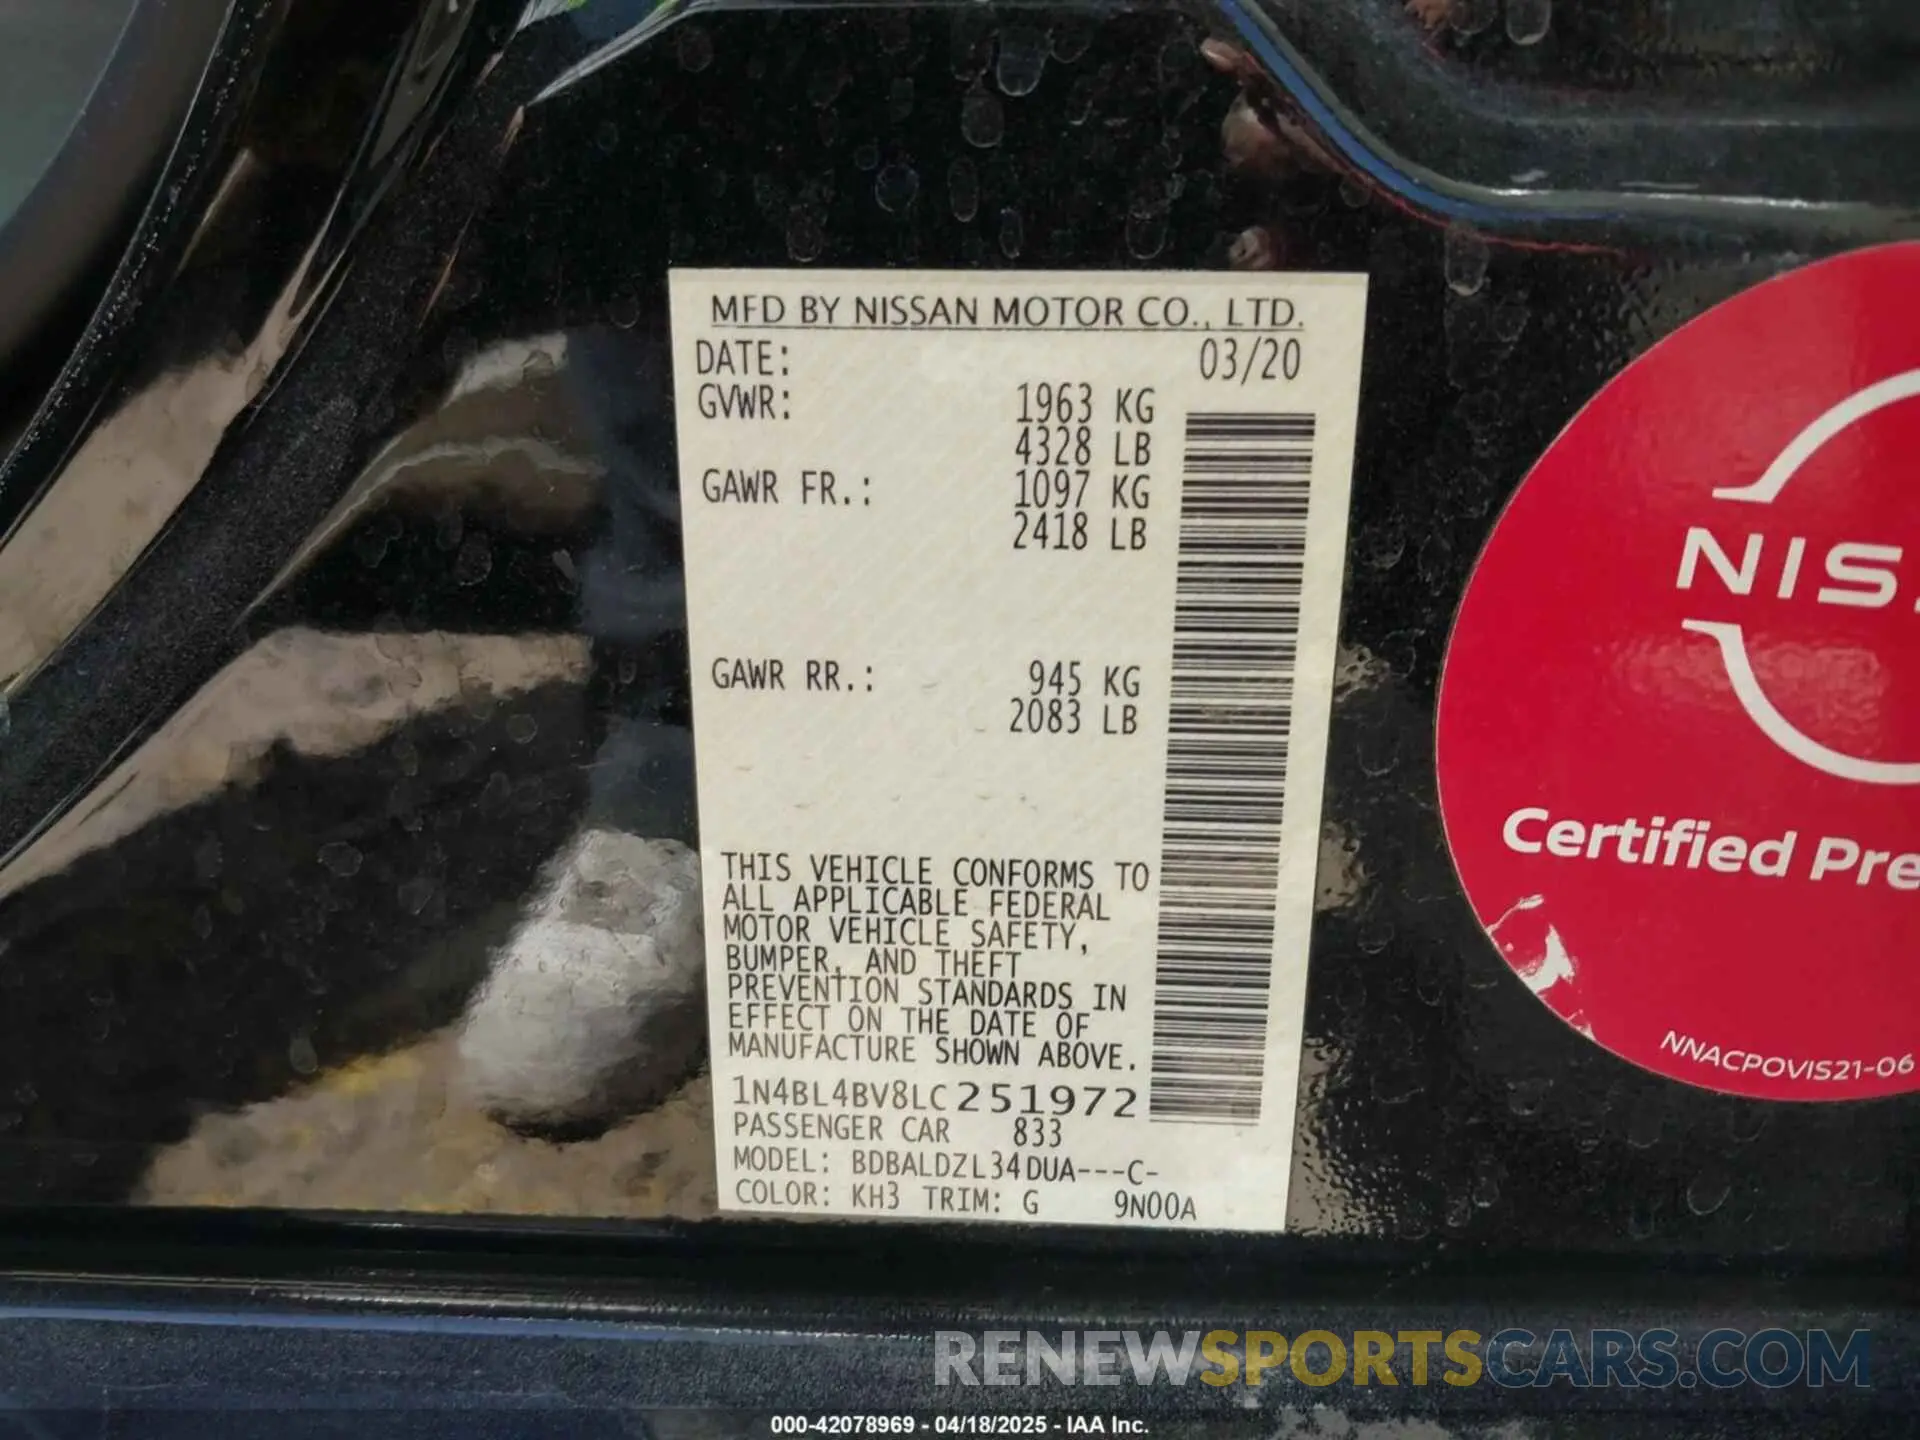 MFD BY NISSAN MOTOR CO., LTD.
DATE: 03/20
GVWR: 1963 KG
4328 LB
GAWR FR.: 1097 KG
2418 LB
GAWR RR.: 945 KG
2083 LB
THIS VEHICLE CONFORMS TO
ALL APPLICABLE FEDERAL
MOTOR VEHICLE SAFETY,
BUMPER, AND THEFT
PREVENTION STANDARDS IN
EFFECT ON THE DATE OF
MANUFACTURE SHOWN ABOVE.
1N4BL4BV8LC251972
PASSENGER CAR 833
MODEL: BDBALDZL34DUA---C-
COLOR: KH3 TRIM: G 9N00A
NIS
Certified Pre
NNACPOVIS21-06
RENEWSPORTSCARS.COM
000-42078969 - 04/18/2025 - IAA Inc.